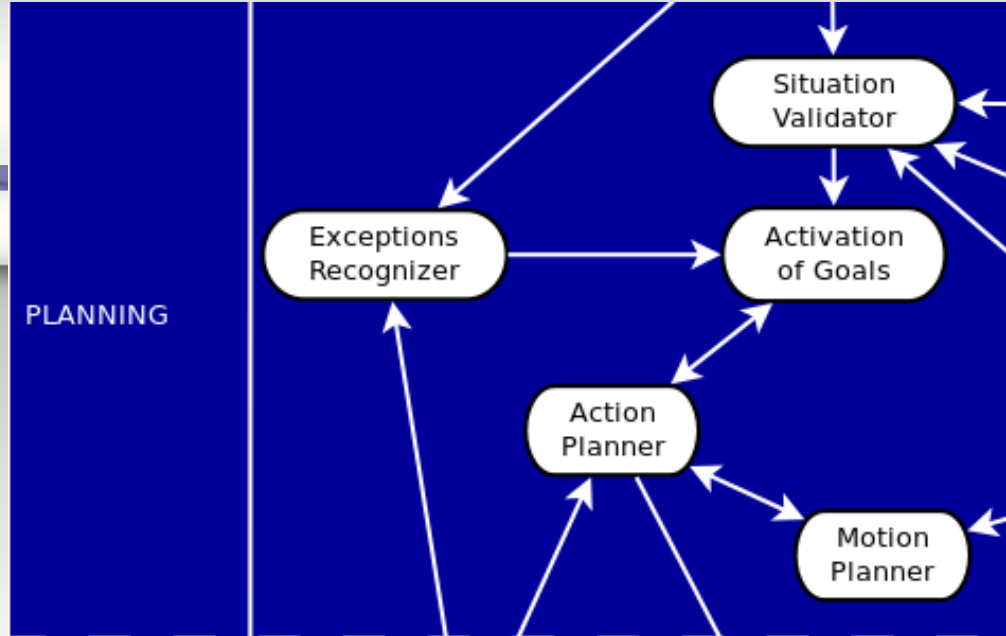 Situation
Validator
Exceptions
Recognizer
Activation
of Goals
PLANNING
Action
Planner
Motion
Planner